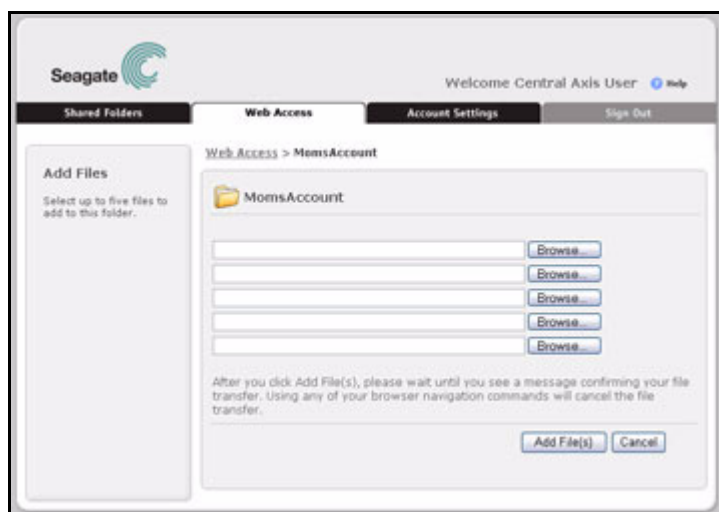 Seagate
Welcome Central Axis User ? Help
Shared Folders Web Access Account Settings Sign Out
Web Access > MomsAccount
Add Files
Select up to five files to
add to this folder.
MomsAccount
Browse...
Browse...
Browse...
Browse...
Browse...
After you click Add File(s), please wait until you see a message confirming your file
transfer. Using any of your browser navigation commands will cancel the file
transfer.
Add File(s) Cancel